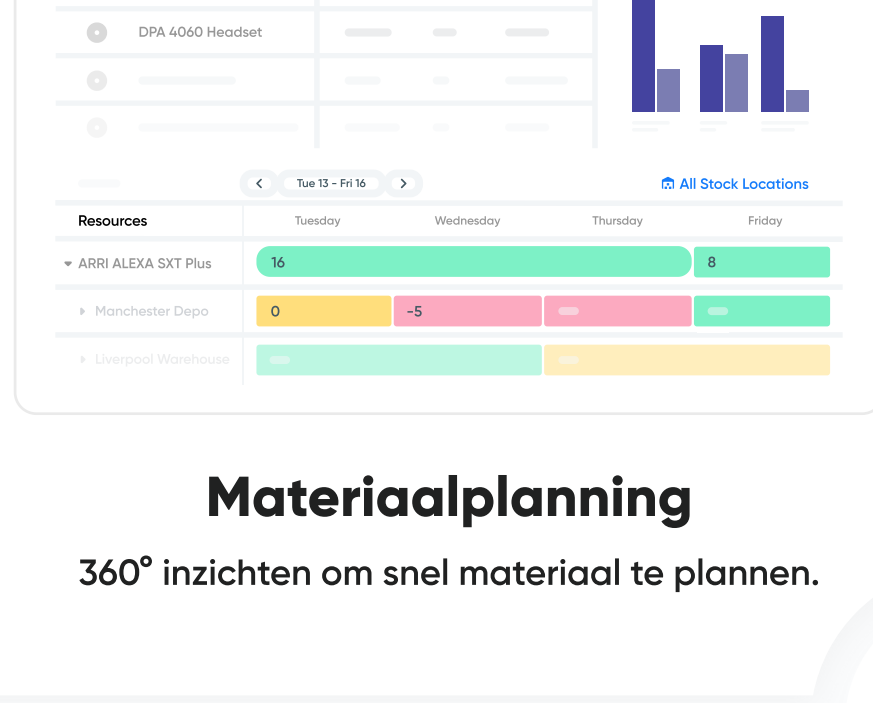 DPA 4060 Headset
Tue 13 - Fri 16
All Stock Locations
Resources Tuesday Wednesday Thursday Friday
ARRI ALEXA SXT Plus 16 8
Manchester Depo 0 -5
Liverpool Warehouse
Materiaalplanning
360° inzichten om snel materiaal te plannen.